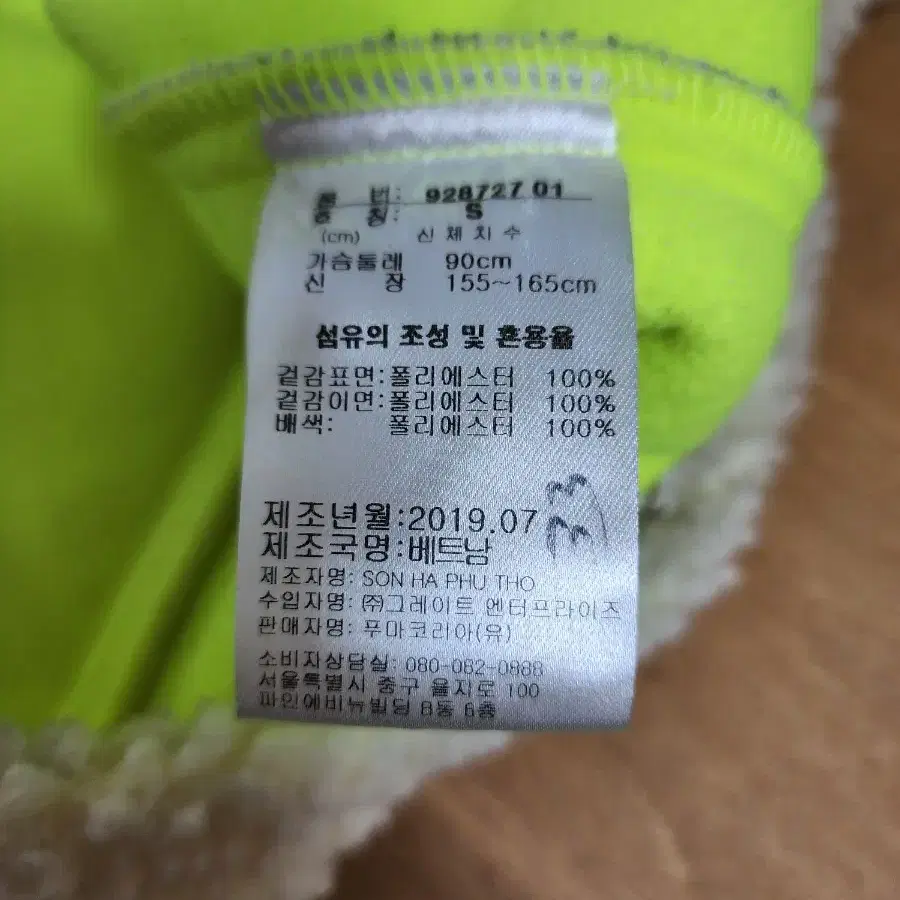 품 번: 928727 01
호 칭: S
(cm) 신 체 치 수
가슴둘레 90cm
신 장 155~165cm
섬유의 조성 및 혼용율
겉감표면:폴리에스터 100%
겉감이면:폴리에스터 100%
배색: 폴리에스터 100%
제조년월:2019.07
제조국명:베트남
제조자명: SON HA PHU THO
수입자명: ㈜그레이트 엔터프라이즈
판매자명: 푸마코리아(유)
소비자상담실: 080-082-0888
서울특별시 중구 을지로 100
파인에비뉴빌딩 B동 6층